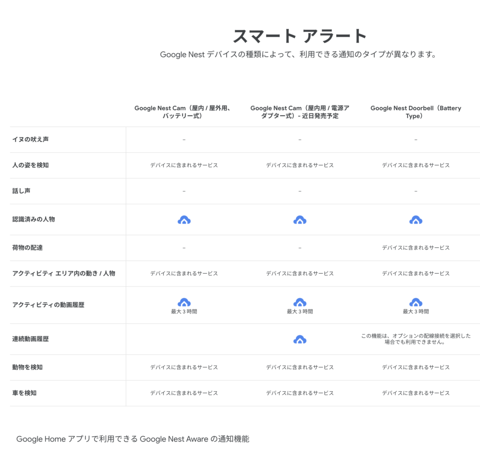 スマート アラート
Google Nest デバイスの種類によって、利用できる通知のタイプが異なります。
Google Nest Cam（屋内 / 屋外用、バッテリー式）
Google Nest Cam（屋内用 / 電源アダプター式）- 近日発売予定
Google Nest Doorbell（Battery Type）
イヌの吠え声 – – –
人の姿を検知 デバイスに含まれるサービス デバイスに含まれるサービス デバイスに含まれるサービス
話し声 – – –
認識済みの人物
荷物の配達 – – デバイスに含まれるサービス
アクティビティ エリア内の動き / 人物 デバイスに含まれるサービス デバイスに含まれるサービス デバイスに含まれるサービス
アクティビティの動画履歴 最大 3 時間 最大 3 時間 最大 3 時間
連続動画履歴 この機能は、オプションの配線接続を選択した場合でも利用できません。
動物を検知 デバイスに含まれるサービス デバイスに含まれるサービス デバイスに含まれるサービス
車を検知 デバイスに含まれるサービス デバイスに含まれるサービス デバイスに含まれるサービス
Google Home アプリで利用できる Google Nest Aware の通知機能